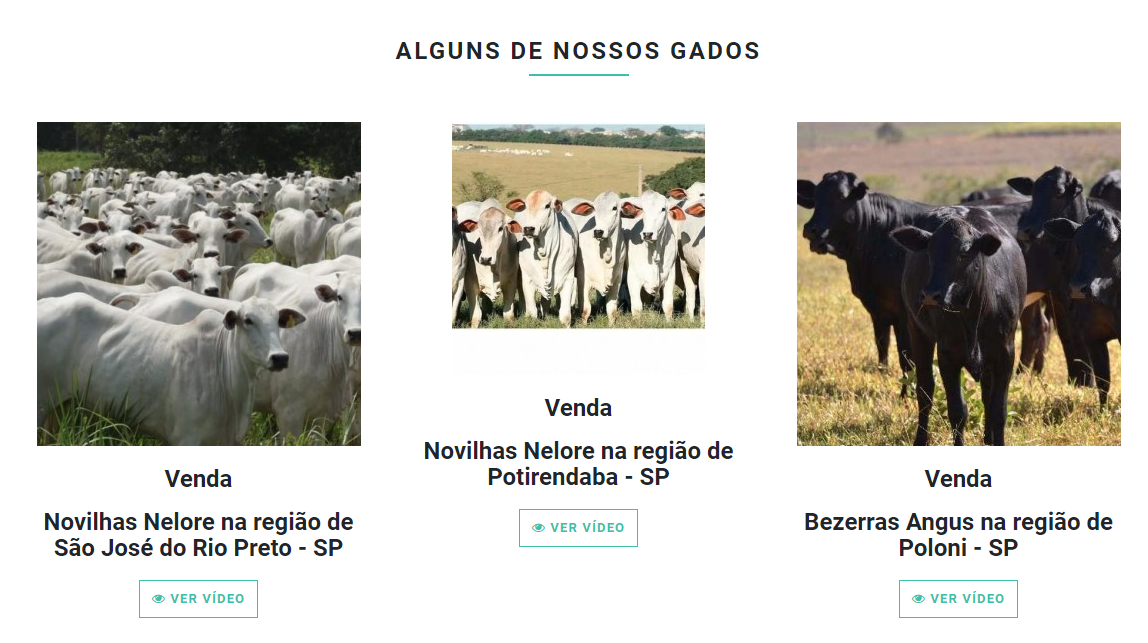 ALGUNS DE NOSSOS GADOS
Venda
Novilhas Nelore na região de
São José do Rio Preto - SP
VER VÍDEO
Venda
Novilhas Nelore na região de
Potirendaba - SP
VER VÍDEO
Venda
Bezerras Angus na região de
Poloni - SP
VER VÍDEO